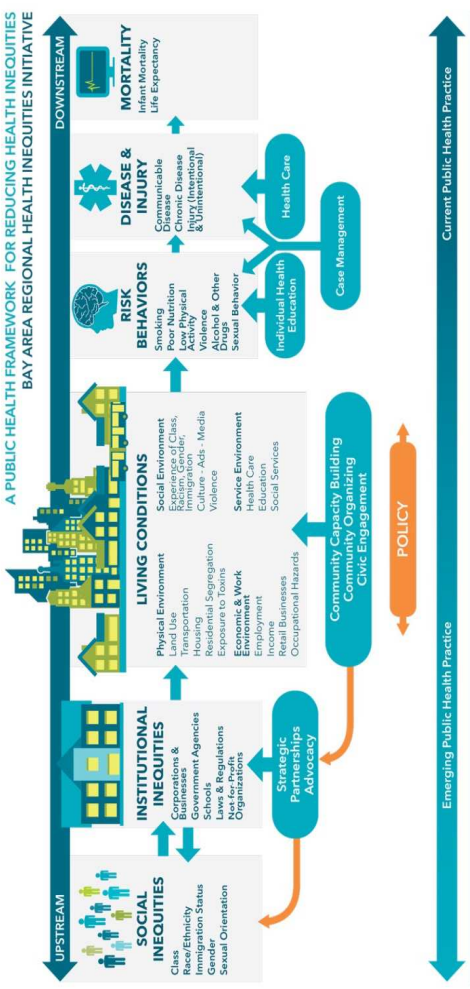 A PUBLIC HEALTH FRAMEWORK FOR REDUCING HEALTH INEQUITIES
BAY AREA REGIONAL HEALTH INEQUITIES INITIATIVE
UPSTREAM
DOWNSTREAM
SOCIAL
INEQUITIES
Class
Race/Ethnicity
Immigration Status
Gender
Sexual Orientation
INSTITUTIONAL
INEQUITIES
Corporations &
Businesses
Government Agencies
Schools
Laws & Regulations
Not-for-Profit
Organizations
Strategic
Partnerships
Advocacy
LIVING CONDITIONS
Physical Environment
Land Use
Transportation
Housing
Residential Segregation
Exposure to Toxins
Economic & Work
Environment
Employment
Income
Retail Businesses
Occupational Hazards
Social Environment
Experience of Class,
Racism, Gender,
Immigration
Culture - Ads - Media
Violence
Service Environment
Health Care
Education
Social Services
Community Capacity Building
Community Organizing
Civic Engagement
RISK
BEHAVIORS
Smoking
Poor Nutrition
Low Physical
Activity
Violence
Alcohol & Other
Drugs
Sexual Behavior
Individual Health
Education
DISEASE &
INJURY
Communicable
Disease
Chronic Disease
Injury (Intentional
& Unintentional)
Health Care
Case Management
MORTALITY
Infant Mortality
Life Expectancy
POLICY
Emerging Public Health Practice
Current Public Health Practice